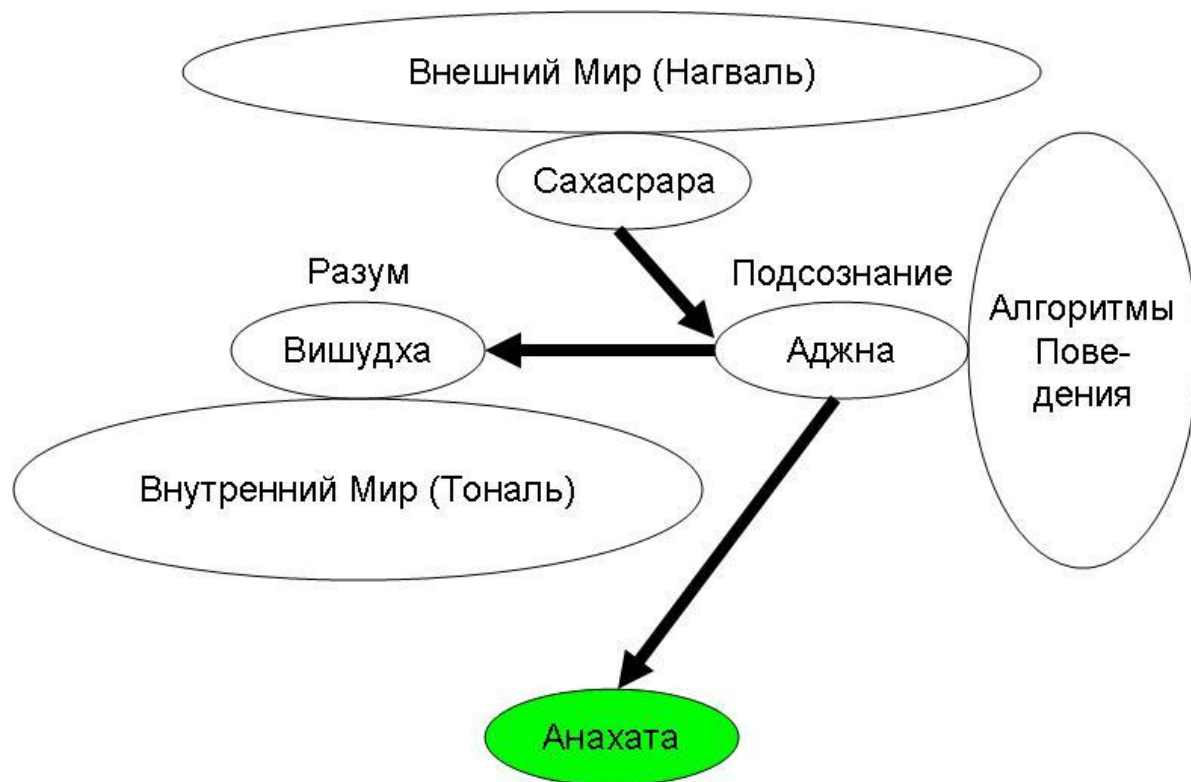 Внешний Мир (Нагваль)
Сахасрара
Разум
Подсознание
Вишудха
Аджна
Алгоритмы
Пове-
дения
Внутренний Мир (Тональ)
Анахата